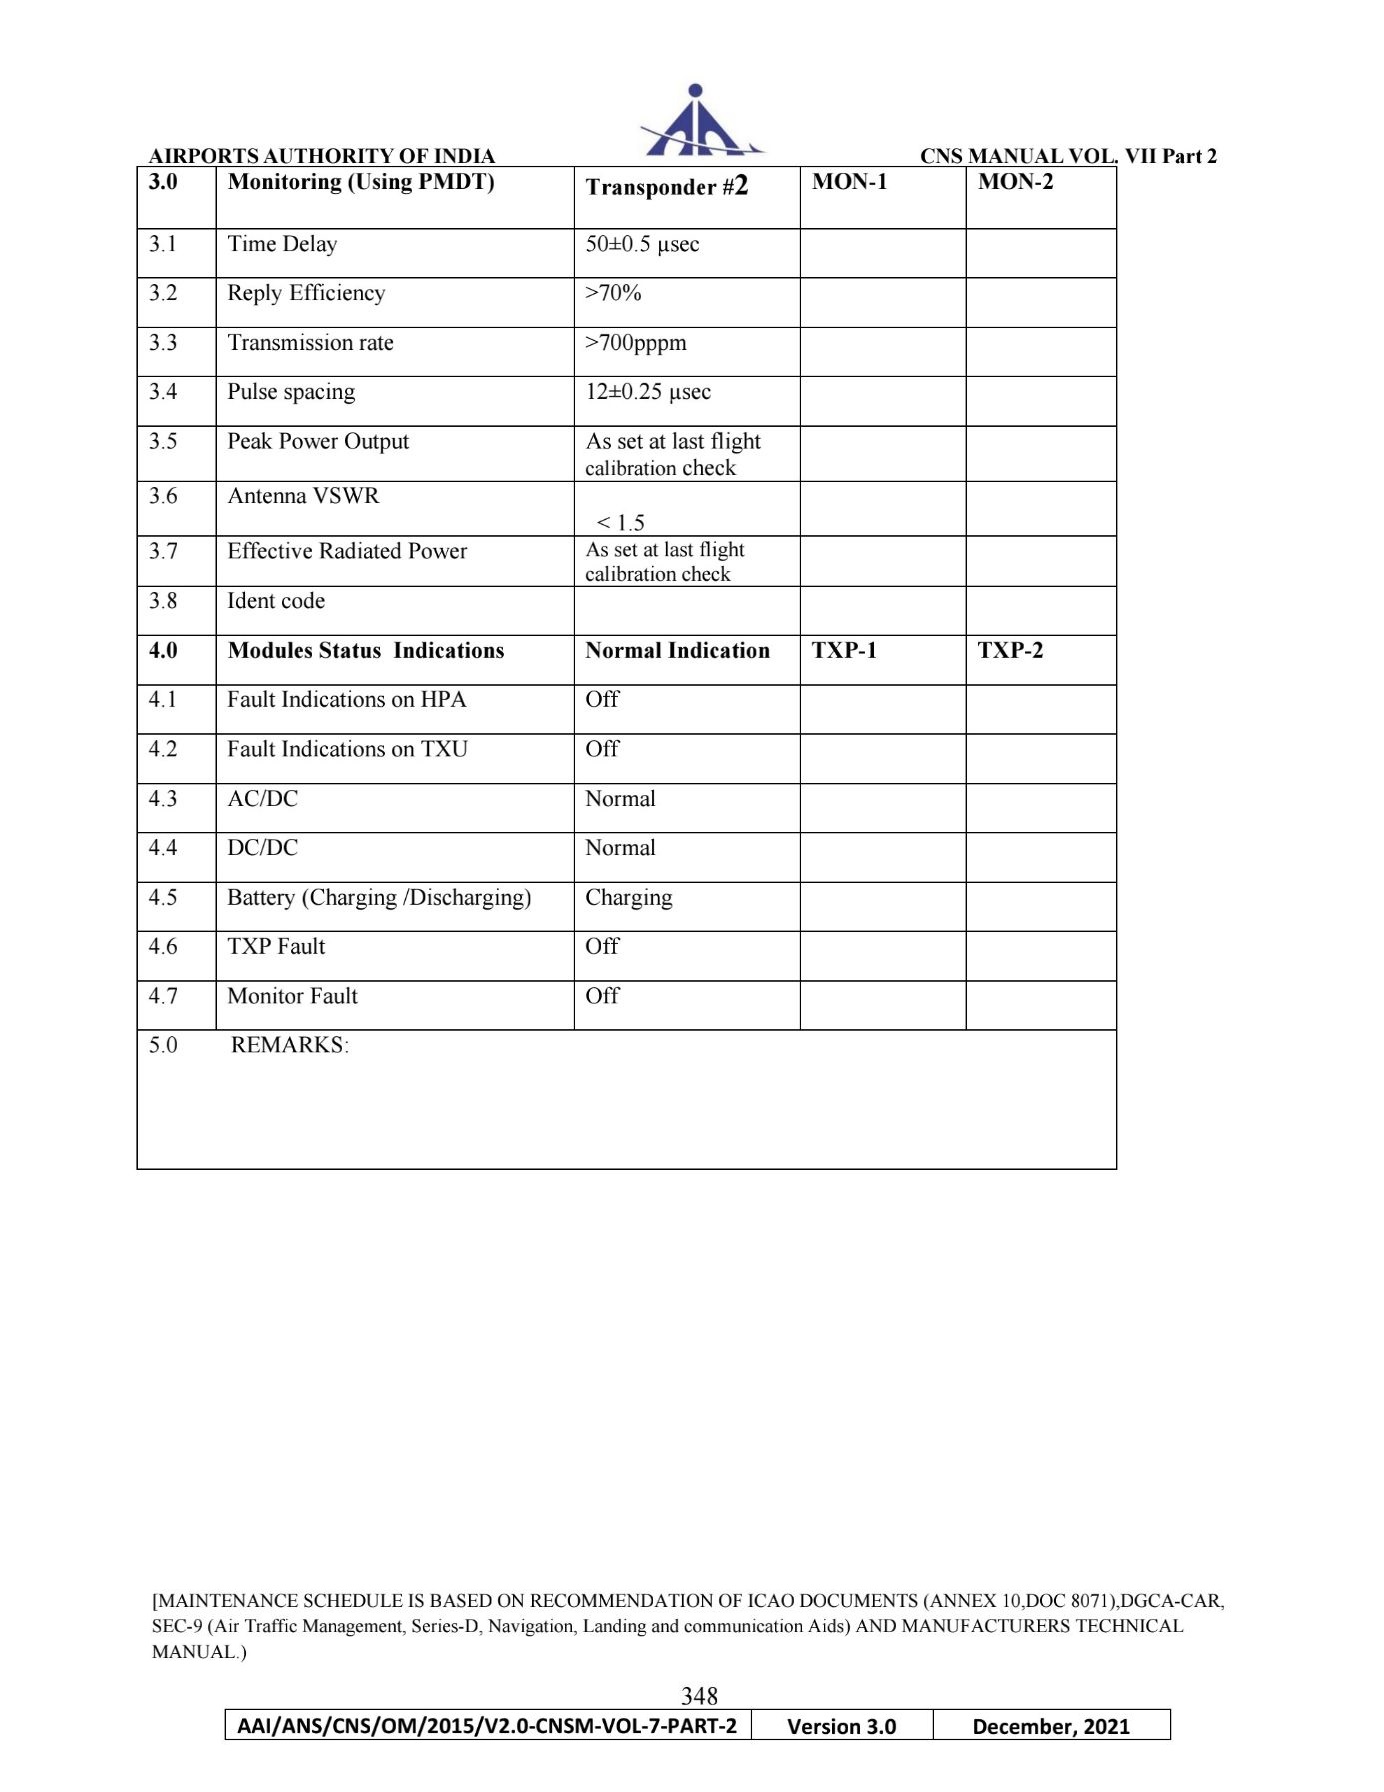 AIRPORTS AUTHORITY OF INDIA CNS MANUAL VOL. VII Part 2
3.0 Monitoring (Using PMDT) Transponder #2 MON-1 MON-2
3.1 Time Delay 50±0.5 µsec
3.2 Reply Efficiency >70%
3.3 Transmission rate >700pppm
3.4 Pulse spacing 12±0.25 µsec
3.5 Peak Power Output As set at last flight
calibration check
3.6 Antenna VSWR
< 1.5
3.7 Effective Radiated Power As set at last flight
calibration check
3.8 Ident code
4.0 Modules Status Indications Normal Indication TXP-1 TXP-2
4.1 Fault Indications on HPA Off
4.2 Fault Indications on TXU Off
4.3 AC/DC Normal
4.4 DC/DC Normal
4.5 Battery (Charging /Discharging) Charging
4.6 TXP Fault Off
4.7 Monitor Fault Off
5.0 REMARKS:
[MAINTENANCE SCHEDULE IS BASED ON RECOMMENDATION OF ICAO DOCUMENTS (ANNEX 10,DOC 8071),DGCA-CAR,
SEC-9 (Air Traffic Management, Series-D, Navigation, Landing and communication Aids) AND MANUFACTURERS TECHNICAL
MANUAL.)
348
AAI/ANS/CNS/OM/2015/V2.0-CNSM-VOL-7-PART-2 Version 3.0 December, 2021